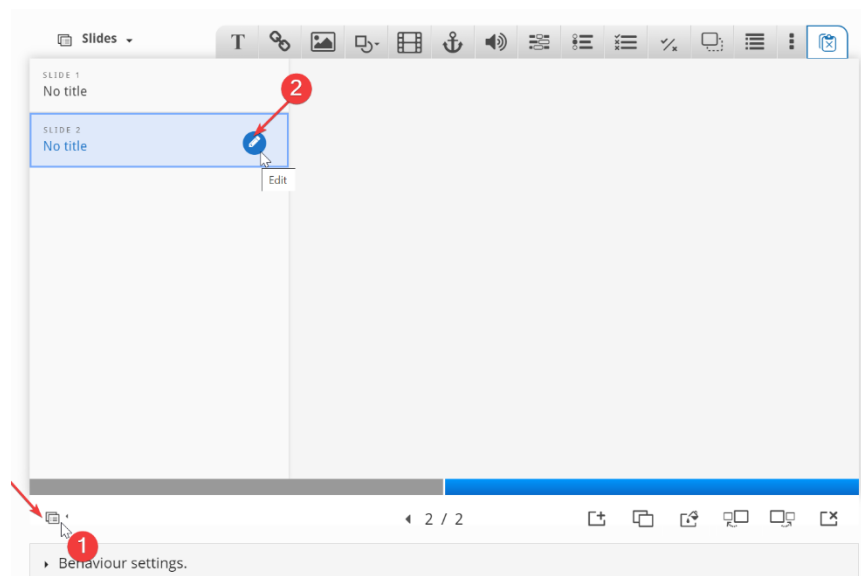 Slides
T
SLIDE 1
No title
2
SLIDE 2
No title
Edit
2 / 2
1
Behaviour settings.